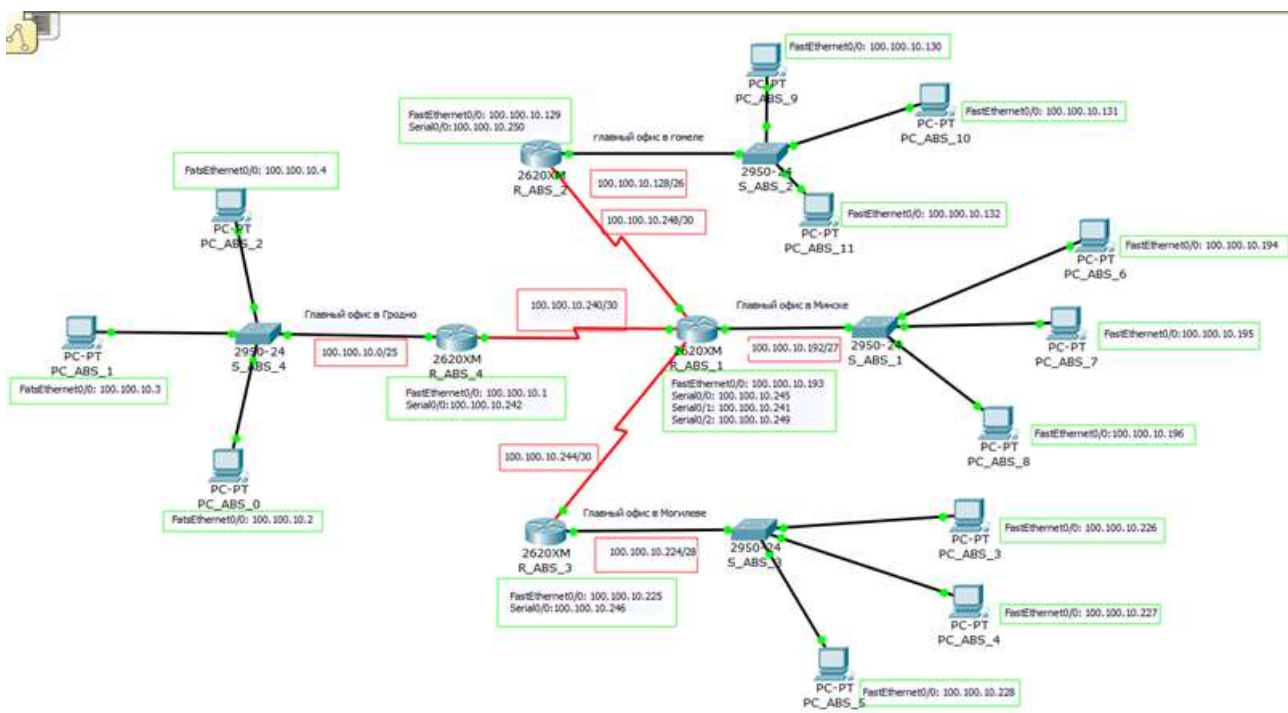 FastEthernet0/0: 100.100.10.130
PC-PT
PC_ABS_9
FastEthernet0/0: 100.100.10.131
PC-PT
PC_ABS_10
FastEthernet0/0: 100.100.10.129
Serial0/0:100.100.10.250
главный офис в гомеле
2620XM
R_ABS_2
2950-24
S_ABS_2
100.100.10.128/26
FastEthernet0/0: 100.100.10.132
PC-PT
PC_ABS_11
100.100.10.248/30
FatsEthernet0/0: 100.100.10.4
PC-PT
PC_ABS_2
FastEthernet0/0: 100.100.10.194
PC-PT
PC_ABS_6
100.100.10.240/30
Главный офис в Гродно
Главный офис в Минске
PC-PT
PC_ABS_1
FatsEthernet0/0: 100.100.10.3
2950-24
S_ABS_4
100.100.10.0/25
2620XM
R_ABS_4
FastEthernet0/0: 100.100.10.1
Serial0/0:100.100.10.242
2620XM
R_ABS_1
100.100.10.192/27
2950-24
S_ABS_1
FastEthernet0/0:100.100.10.195
PC-PT
PC_ABS_7
FastEthernet0/0: 100.100.10.193
Serial0/0: 100.100.10.245
Serial0/1: 100.100.10.241
Serial0/2: 100.100.10.249
FastEthernet0/0:100.100.10.196
PC-PT
PC_ABS_8
100.100.10.244/30
PC-PT
PC_ABS_0
FatsEthernet0/0: 100.100.10.2
Главный офис в Могилеве
2620XM
R_ABS_3
100.100.10.224/28
2950-24
S_ABS_3
FastEthernet0/0: 100.100.10.226
PC-PT
PC_ABS_3
FastEthernet0/0: 100.100.10.225
Serial0/0:100.100.10.246
FastEthernet0/0: 100.100.10.227
PC-PT
PC_ABS_4
PC-PT
PC_ABS_5
FastEthernet0/0: 100.100.10.228